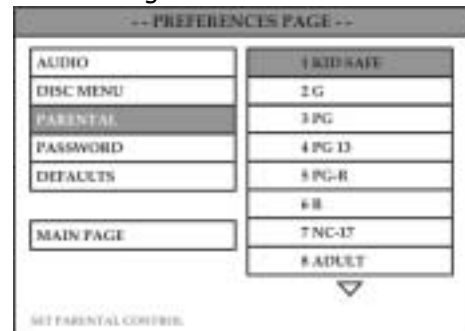 -- PREFERENCES PAGE --
AUDIO
DISC MENU
PARENTAL
PASSWORD
DEFAULTS
MAIN PAGE
1 KID SAFE
2 G
3 PG
4 PG 13
5 PG-R
6 R
7 NC-17
8 ADULT
SET PARENTAL CONTROL.